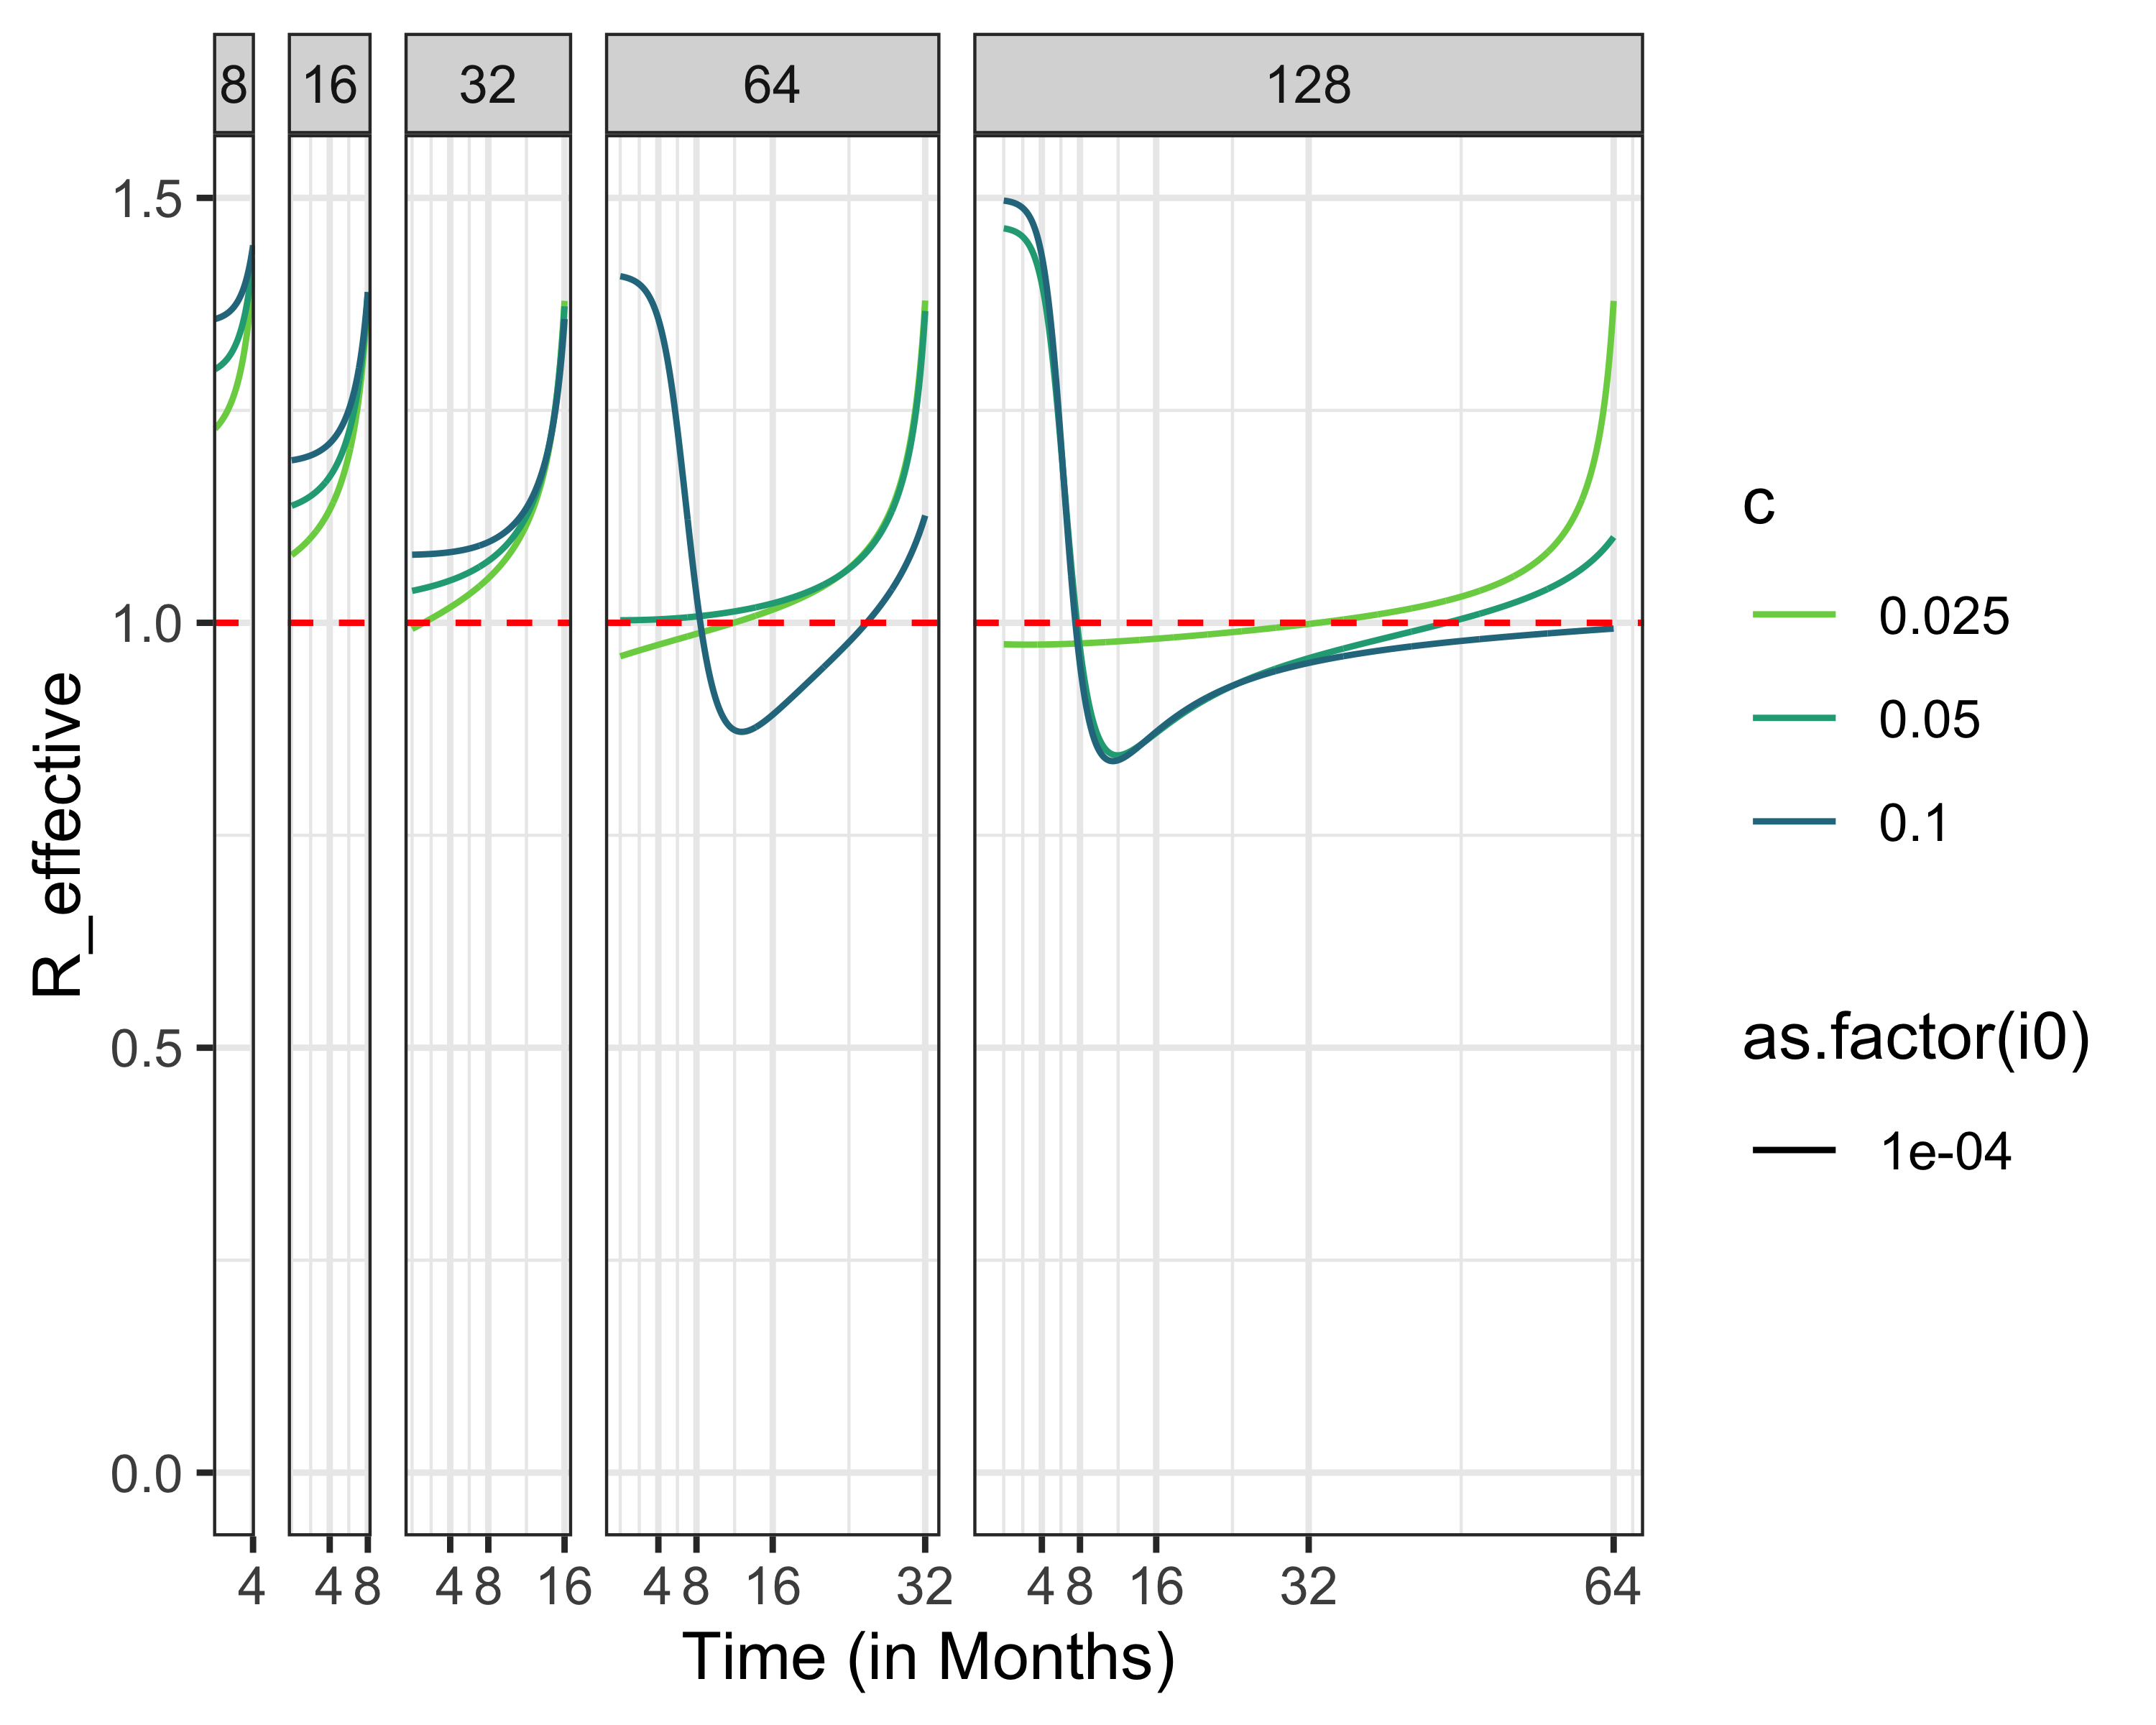 8 16 32 64 128
1.5
1.0
0.5
0.0
R_effective
4 4 8 4 8 16 4 8 16 32 4 8 16 32 64
Time (in Months)
c
0.025
0.05
0.1
as.factor(i0)
1e-04